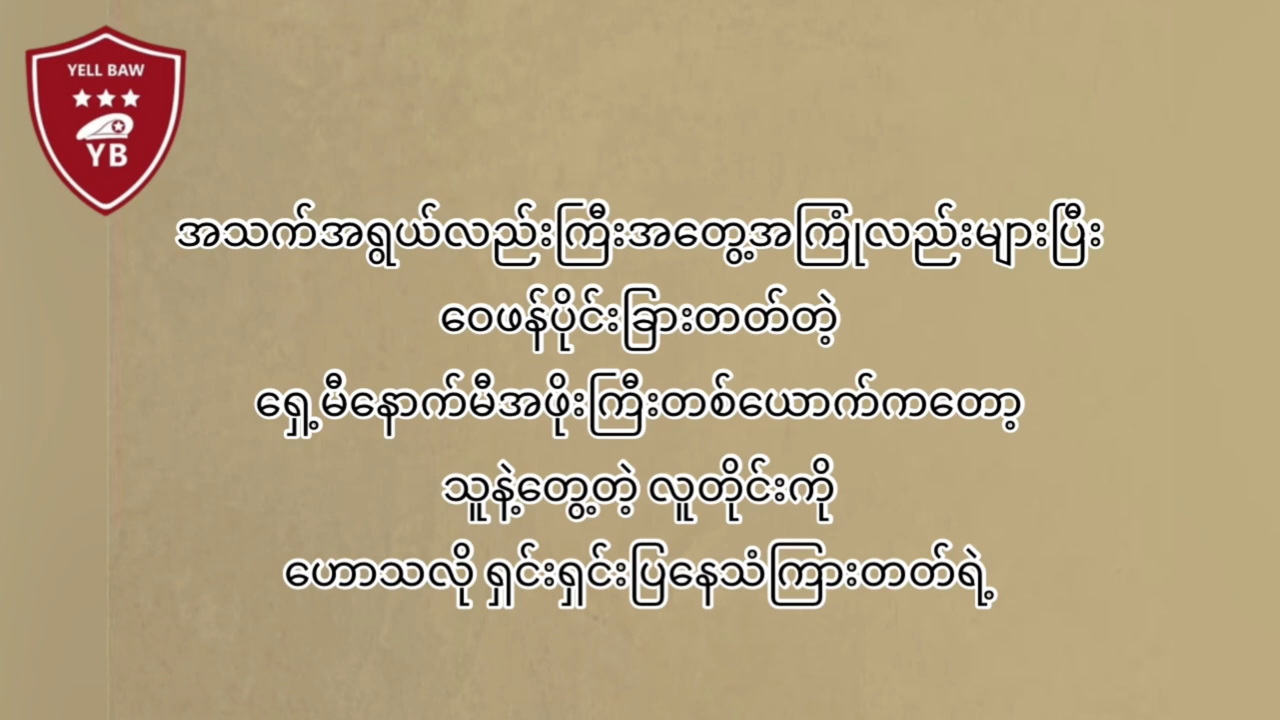 YELL BAW
YB
အသက်အရွယ်လည်းကြီးအတွေ့အကြုံလည်းများပြီး
ဝေဖန်ပိုင်းခြားတတ်တဲ့
ရှေ့မီနောက်မီအဖိုးကြီးတစ်ယောက်ကတော့
သူနဲ့တွေ့တဲ့ လူတိုင်းကို
ဟောသလို ရှင်းရှင်းပြနေသံကြားတတ်ရဲ့